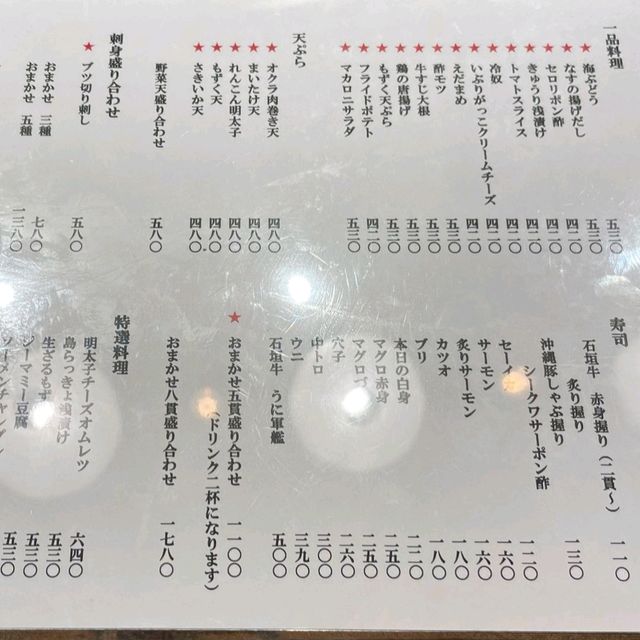 一品料理
★ 海ぶどう 五三〇
★ なすの揚げだし 五三〇
★ セロリポン酢 四二〇
★ きゅうり浅漬け 四二〇
★ トマトスライス 四二〇
★ 冷奴 四二〇
★ いぶりがっこクリームチーズ 四二〇
★ えだまめ 五三〇
★ 酢モツ 五三〇
★ 牛すじ大根 五三〇
★ 鶏の唐揚げ 五三〇
★ もずく天ぷら 五三〇
★ フライドポテト 四二〇
★ マカロニサラダ 五三〇
天ぷら
★ オクラ肉巻き天 四八〇
★ まいたけ天 四八〇
★ れんこん明太子 四八〇
★ もずく天 四八〇
★ さきいか天 四八〇
野菜天盛り合わせ 五八〇
刺身盛り合わせ
★ ブツ切り刺し 五八〇
おまかせ 三種 七八〇
おまかせ 五種 一三八〇
寿司
石垣牛 赤身握り（二貫〜） 一一〇
炙り握り 一三〇
沖縄豚しゃぶ握り
シークワサーポン酢 一二〇
セーイ 一六〇
サーモン 一六〇
炙りサーモン 一八〇
カツオ 一八〇
ブリ 二二〇
本日の白身 二五〇
マグロ赤身 二五〇
マグロ 二六〇
穴子 三〇〇
中トロ 三九〇
ウニ 五〇〇
石垣牛 うに軍艦
★ おまかせ五貫盛り合わせ 一一〇〇
（ドリンク二杯になります）
おまかせ八貫盛り合わせ 一七八〇
特選料理
明太子チーズオムレツ 六四〇
島らっきょ浅漬け 五三〇
生ざるもず 五三〇
ジーマミー豆腐 五三〇
ソーメンチャンプ